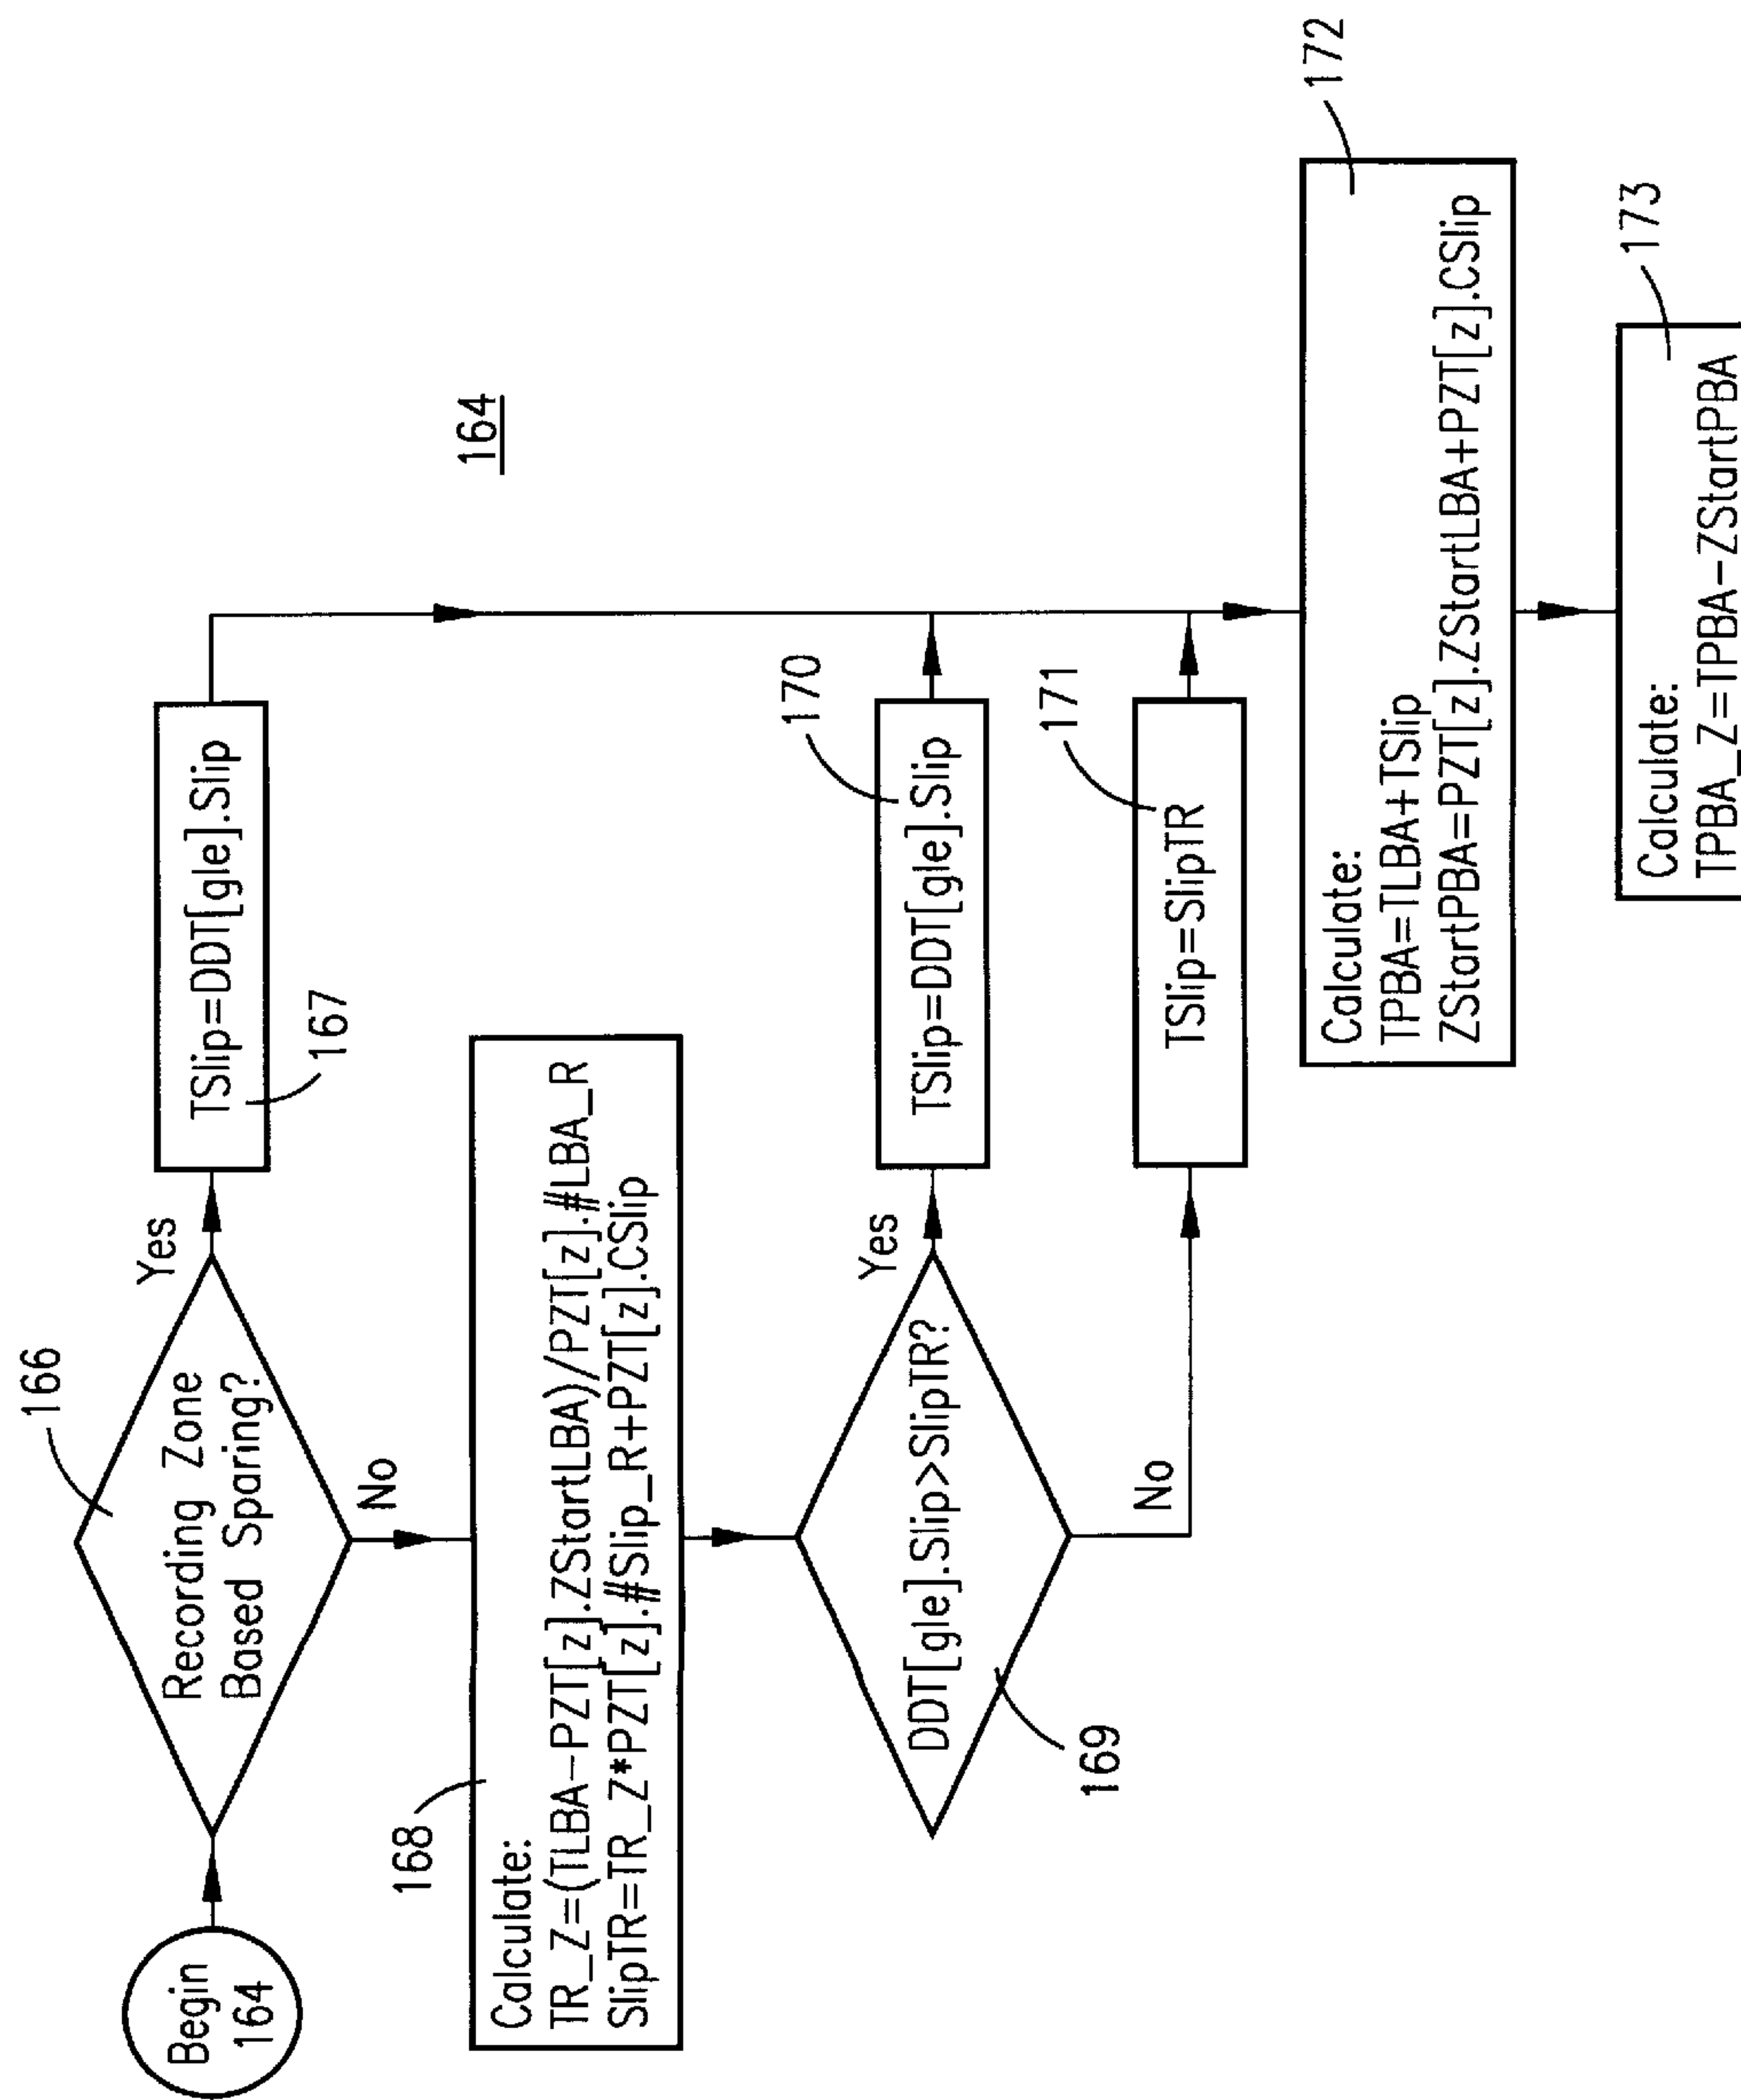 164
Begin
164
166
Recording Zone
Based Sparing?
Yes
TSlip=DDT[gle].Slip
167
No
168
Calculate:
TR_Z=(TLBA-PZT[z].ZStartLBA)/PZT[z].#LBA_R
SlipTR=TR_Z*PZT[z].#Slip_R+PZT[z].CSlip
DDT[gle].Slip>SlipTR?
169
Yes
TSlip=DDT[gle].Slip
170
No
TSlip=SlipTR
171
172
Calculate:
TPBA=TLBA+TSlip
ZStartPBA=PZT[z].ZStartLBA+PZT[z].CSlip
173
Calculate:
TPBA_Z=TPBA-ZStartPBA